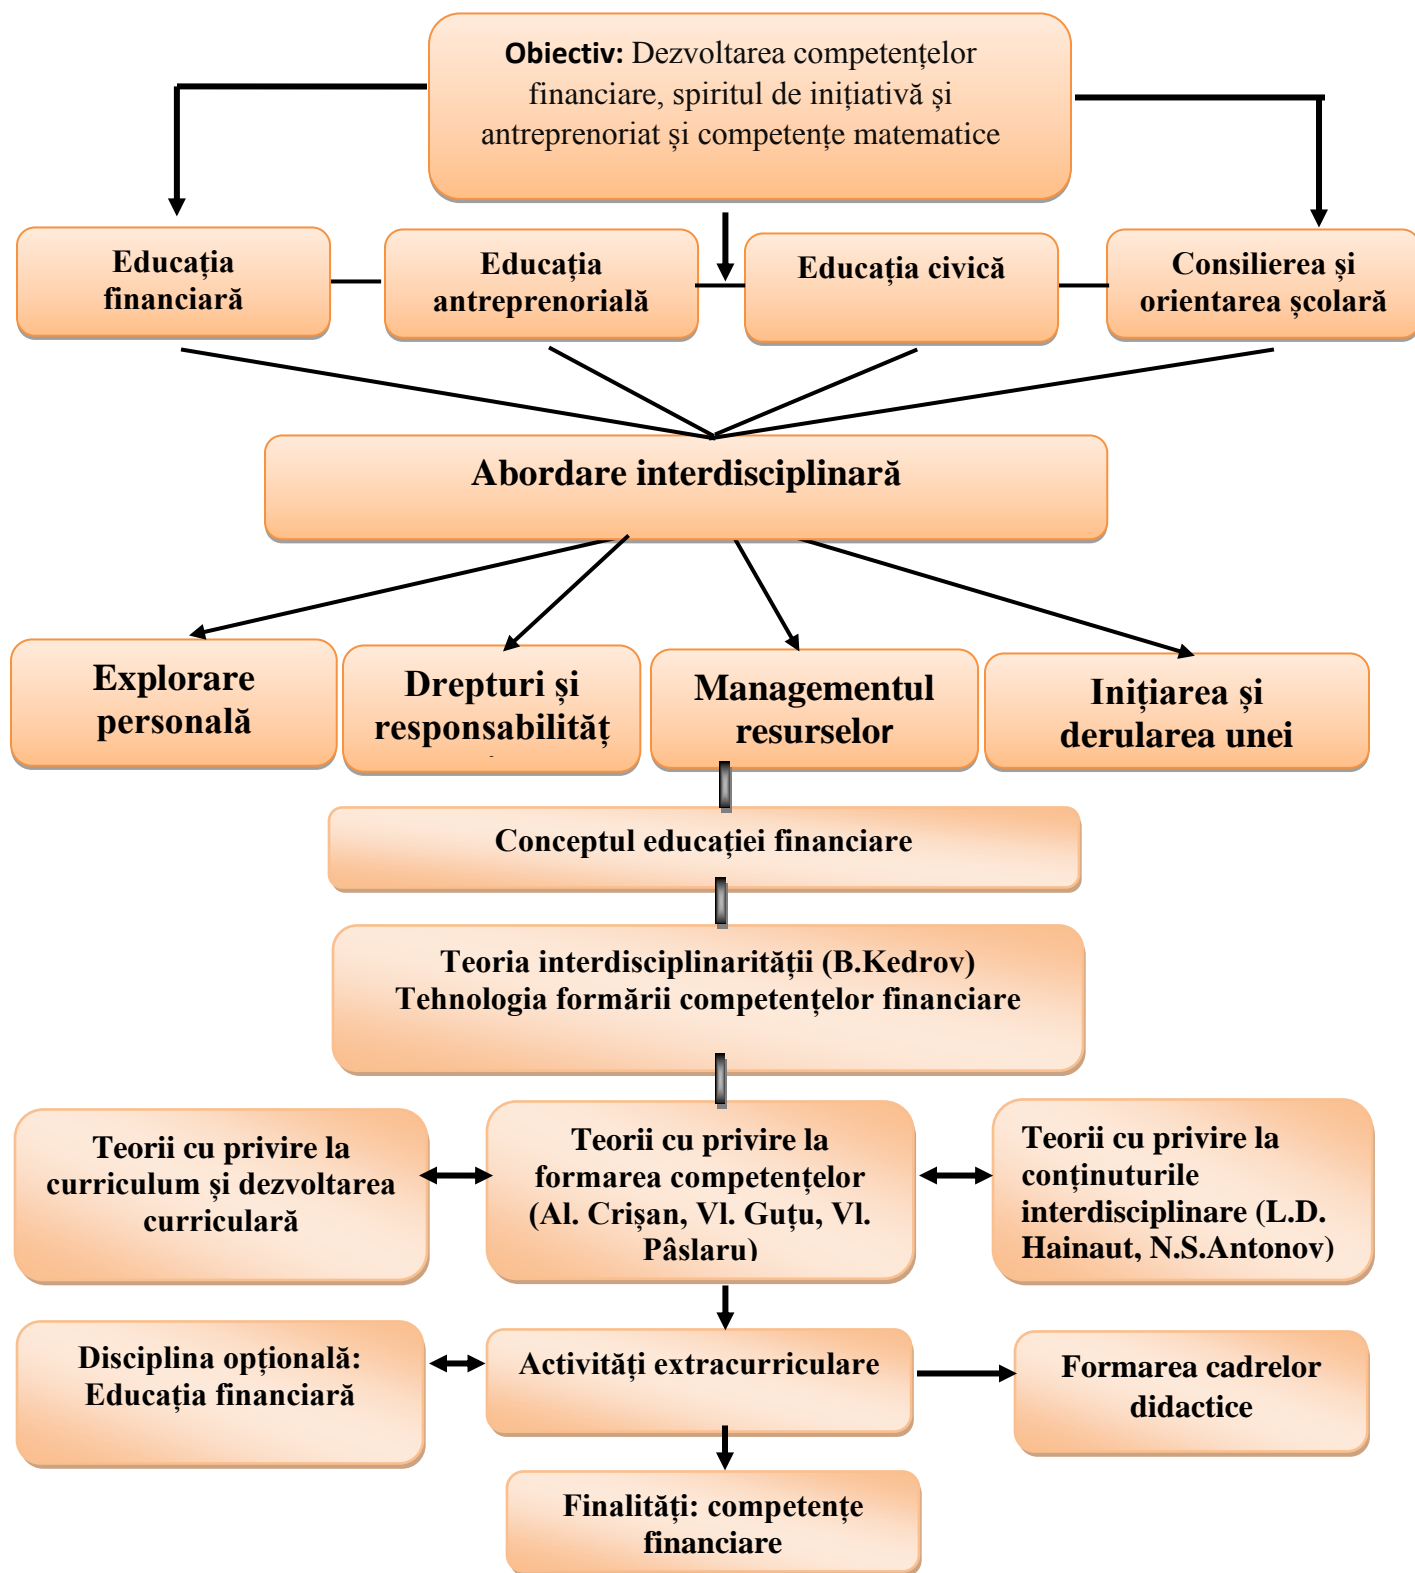 Obiectiv: Dezvoltarea competențelor
financiare, spiritul de inițiativă și
antreprenoriat și competențe matematice
Educația
financiară
Educația
antreprenorială
Educația civică
Consilierea și
orientarea școlară
Abordare interdisciplinară
Explorare
personală
Drepturi și
responsabilităț
Managementul
resurselor
Inițiarea și
derularea unei
Conceptul educației financiare
Teoria interdisciplinarității (B.Kedrov)
Tehnologia formării competențelor financiare
Teorii cu privire la
curriculum și dezvoltarea
curriculară
Teorii cu privire la
formarea competențelor
(Al. Crișan, Vl. Guțu, Vl.
Pâslaru)
Teorii cu privire la
conținuturile
interdisciplinare (L.D.
Hainaut, N.S.Antonov)
Disciplina opțională:
Educația financiară
Activități extracurriculare
Formarea cadrelor
didactice
Finalități: competențe
financiare